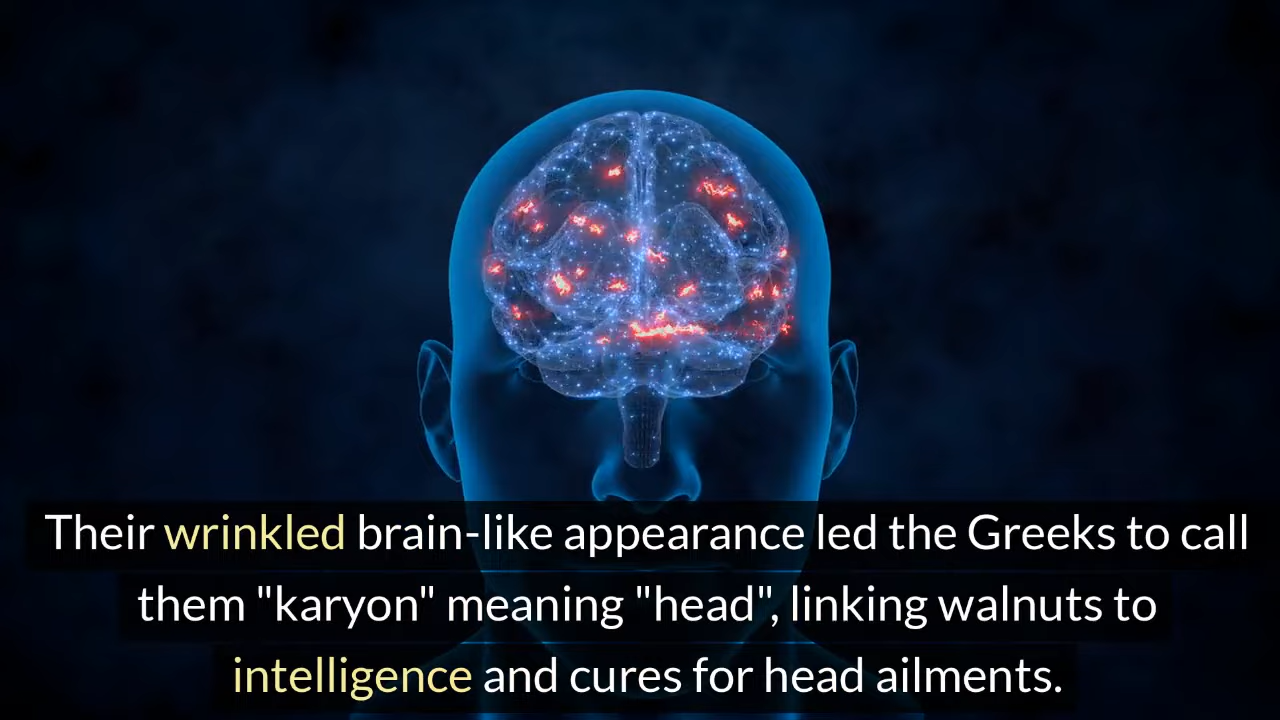 Their wrinkled brain-like appearance led the Greeks to call
them "karyon" meaning "head", linking walnuts to
intelligence and cures for head ailments.